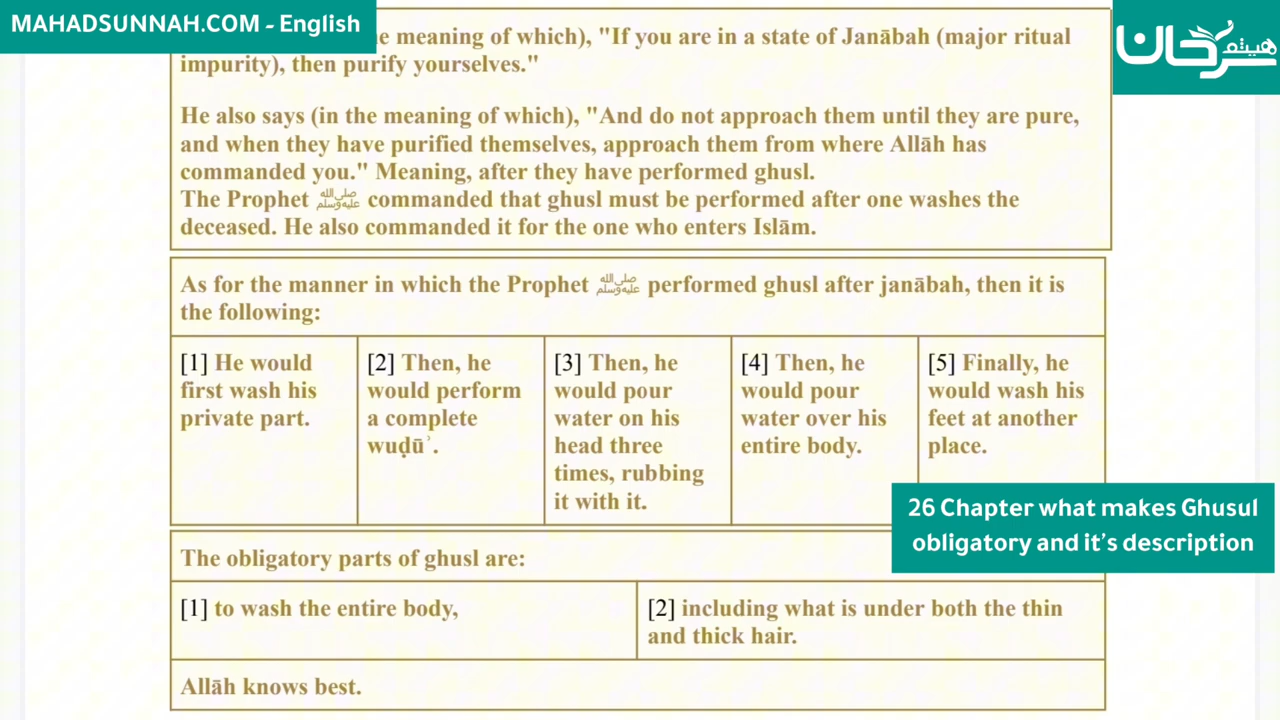 MAHADSUNNAH.COM - English
هيثم
سرحان
e meaning of which), "If you are in a state of Janābah (major ritual
impurity), then purify yourselves."
He also says (in the meaning of which), "And do not approach them until they are pure,
and when they have purified themselves, approach them from where Allāh has
commanded you." Meaning, after they have performed ghusl.
The Prophet ﷺ commanded that ghusl must be performed after one washes the
deceased. He also commanded it for the one who enters Islām.
As for the manner in which the Prophet ﷺ performed ghusl after janābah, then it is
the following:
[1] He would
first wash his
private part.
[2] Then, he
would perform
a complete
wuḍūʾ.
[3] Then, he
would pour
water on his
head three
times, rubbing
it with it.
[4] Then, he
would pour
water over his
entire body.
[5] Finally, he
would wash his
feet at another
place.
26 Chapter what makes Ghusul
obligatory and it's description
The obligatory parts of ghusl are:
[1] to wash the entire body,
[2] including what is under both the thin
and thick hair.
Allāh knows best.